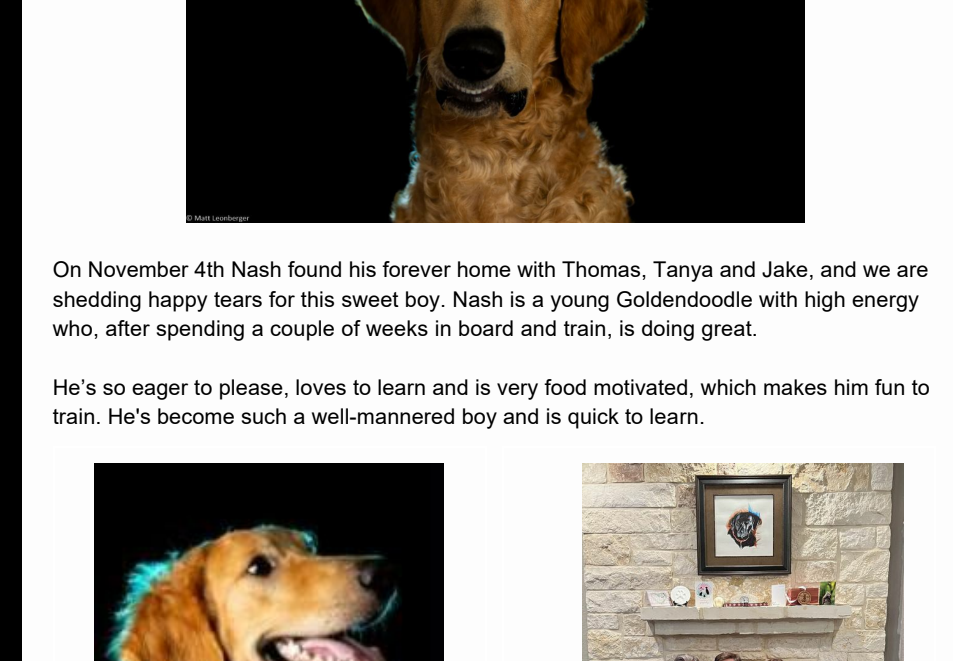 © Matt Leonberger
On November 4th Nash found his forever home with Thomas, Tanya and Jake, and we are
shedding happy tears for this sweet boy. Nash is a young Goldendoodle with high energy
who, after spending a couple of weeks in board and train, is doing great.
He’s so eager to please, loves to learn and is very food motivated, which makes him fun to
train. He's become such a well-mannered boy and is quick to learn.